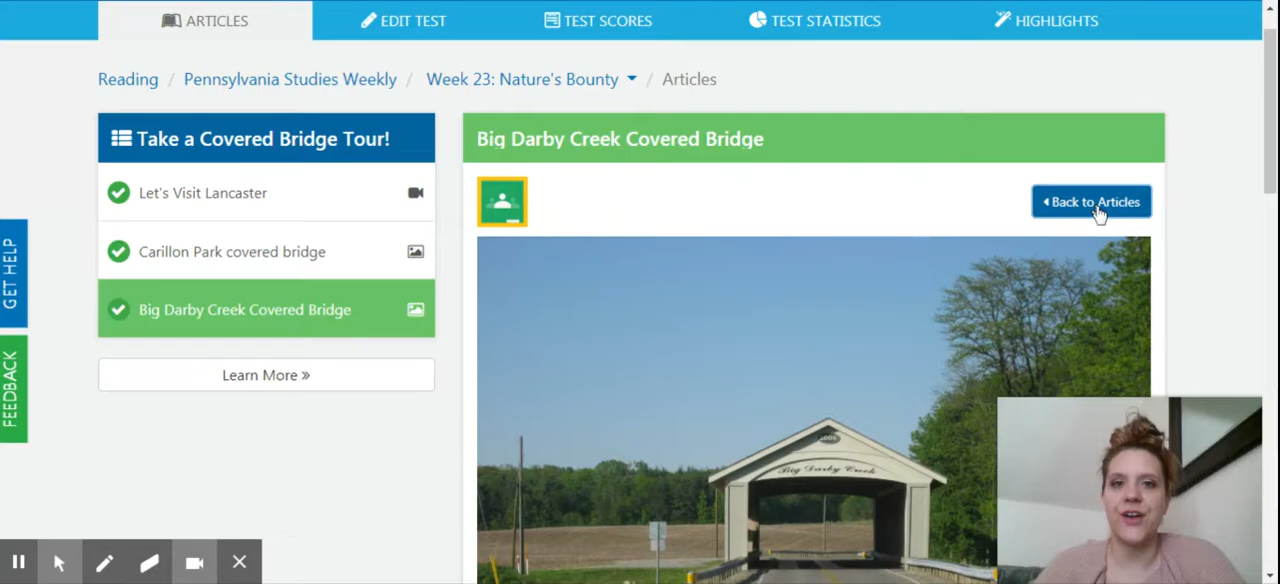 ARTICLES
EDIT TEST
TEST SCORES
TEST STATISTICS
HIGHLIGHTS
Reading / Pennsylvania Studies Weekly / Week 23: Nature's Bounty / Articles
Take a Covered Bridge Tour!
Let's Visit Lancaster
Carillon Park covered bridge
Big Darby Creek Covered Bridge
Learn More »
GET HELP
FEEDBACK
Big Darby Creek Covered Bridge
Back to Articles
Big Darby Creek